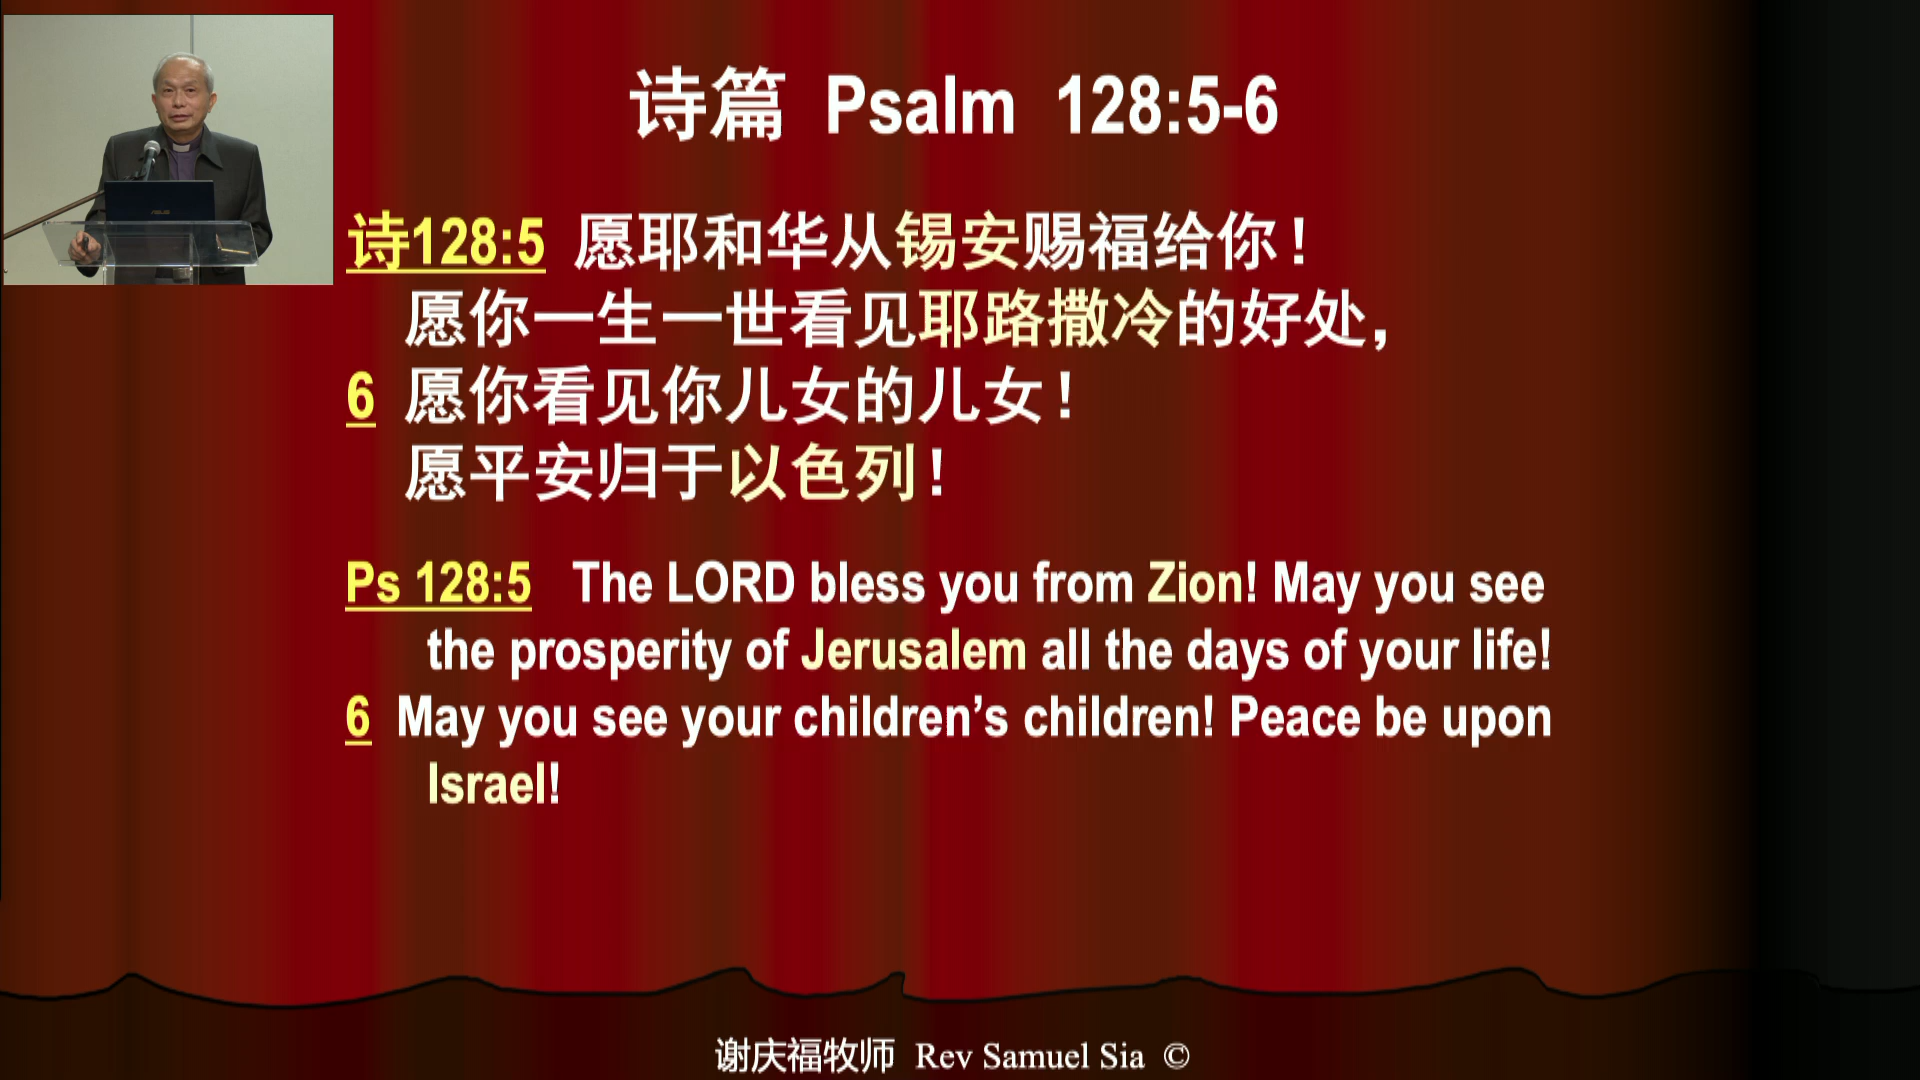 诗篇 Psalm 128:5-6
诗128:5 愿耶和华从锡安赐福给你！
愿你一生一世看见耶路撒冷的好处，
6 愿你看见你儿女的儿女！
愿平安归于以色列！
Ps 128:5 The LORD bless you from Zion! May you see
the prosperity of Jerusalem all the days of your life!
6 May you see your children’s children! Peace be upon
Israel!
谢庆福牧师 Rev Samuel Sia ©